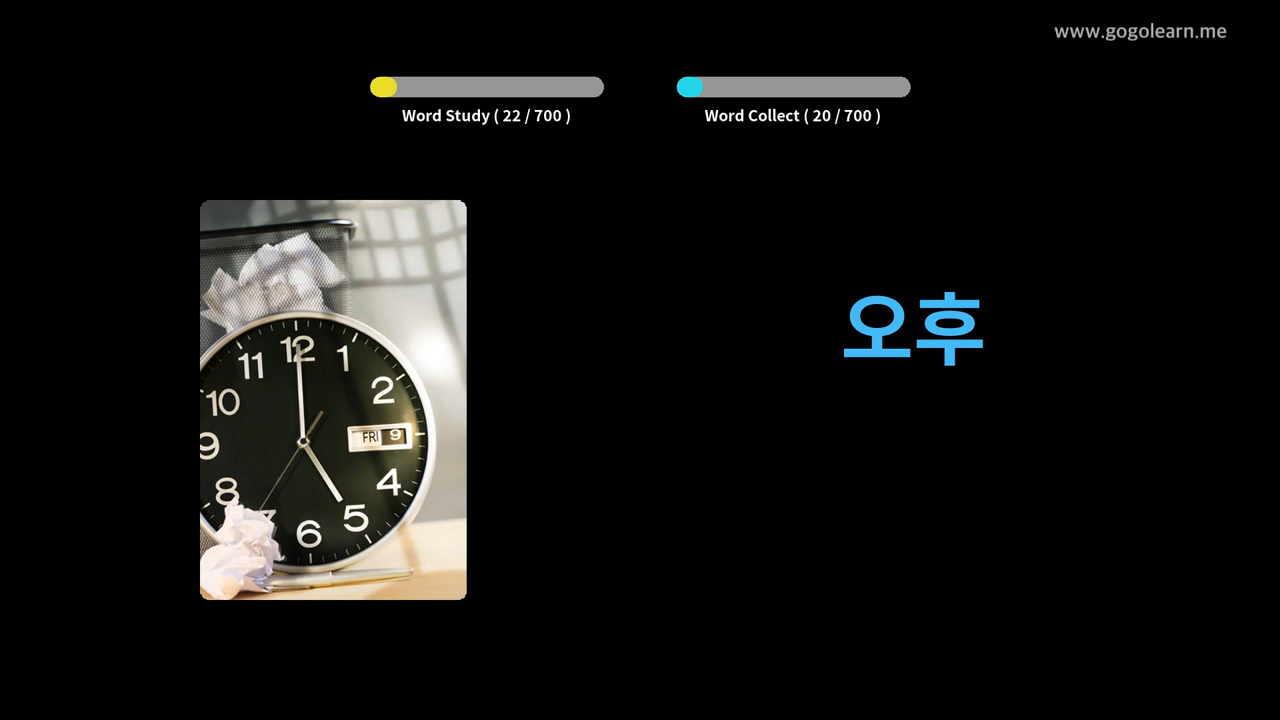 www.gogolearn.me
Word Study ( 22 / 700 )
Word Collect ( 20 / 700 )
12
11
1
10
2
9
FRI 9
8
4
7
5
6
오후